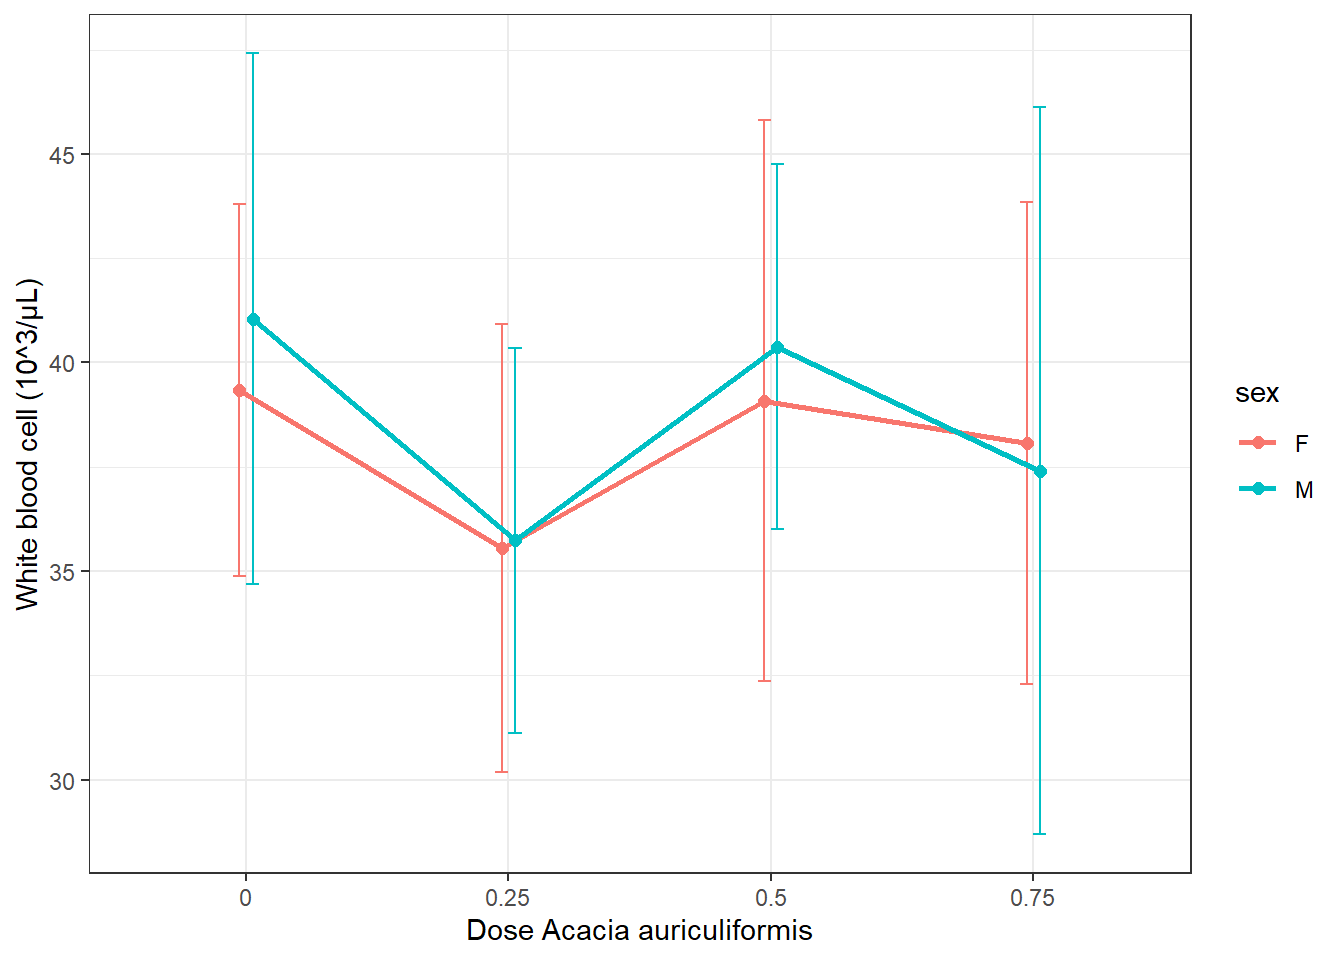 White blood cell (10^3/µL)
45
40
35
30
0 0.25 0.5 0.75
Dose Acacia auriculiformis
sex
F
M